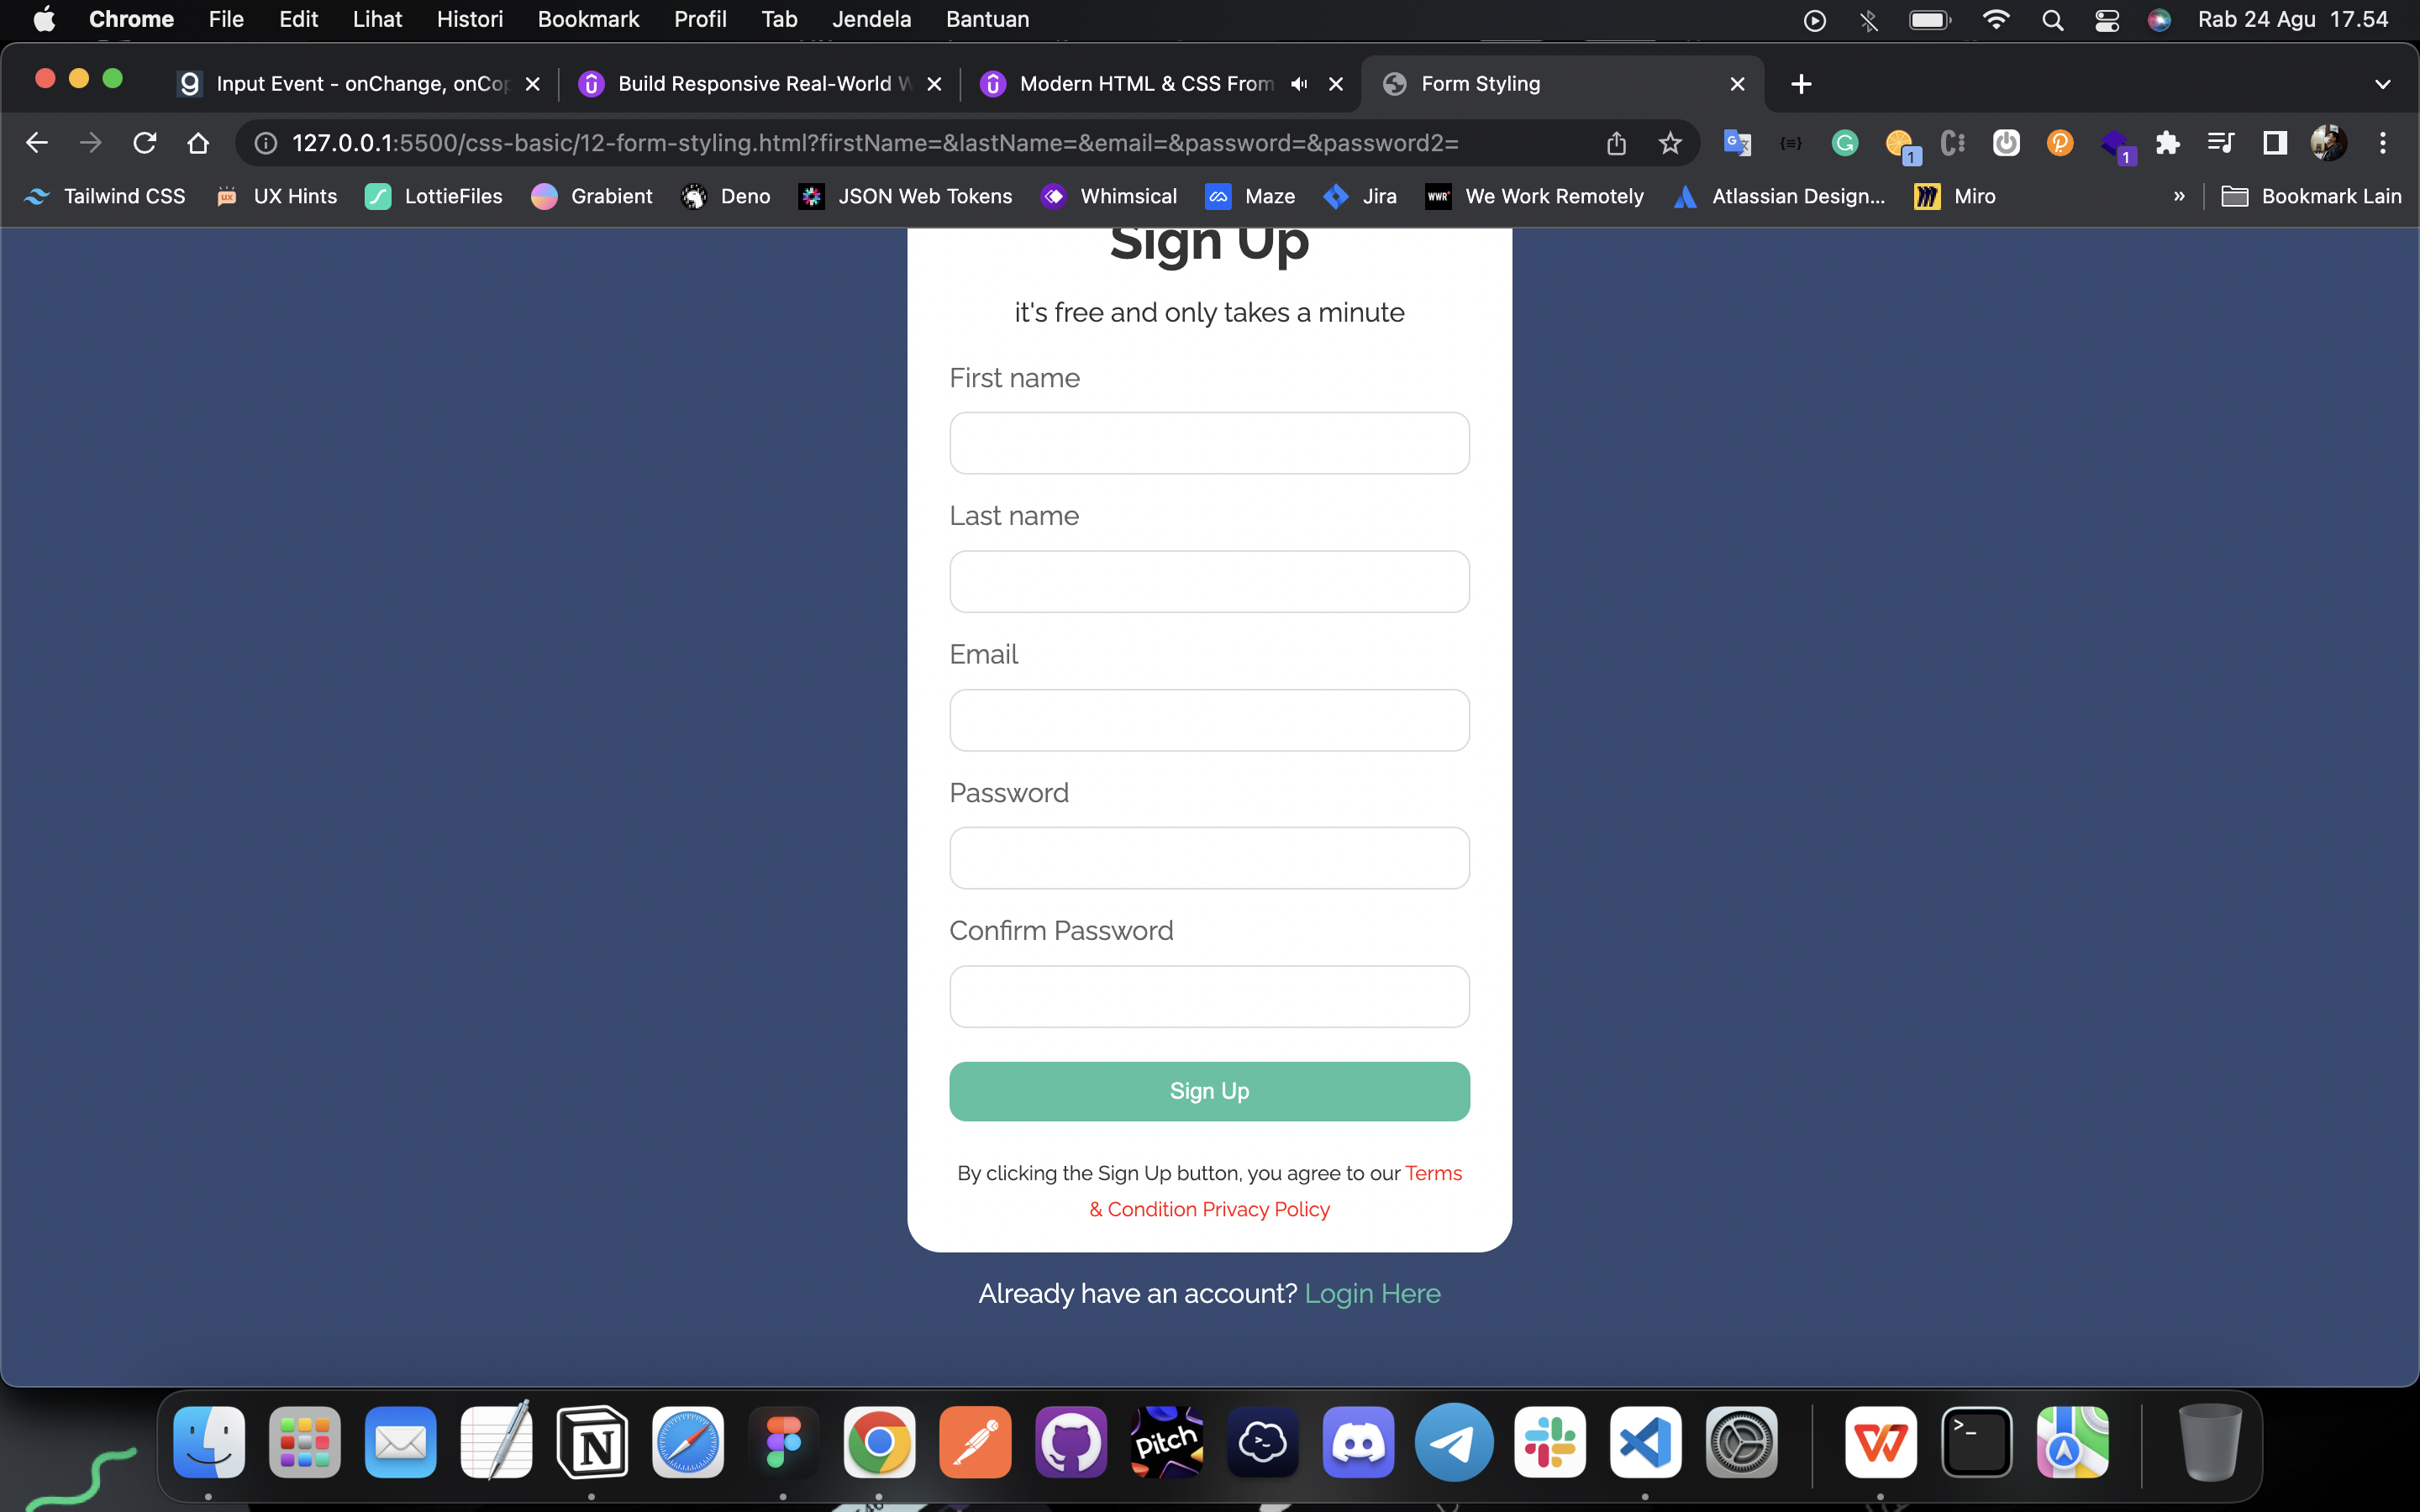 Chrome File Edit Lihat Histori Bookmark Profil Tab Jendela Bantuan Rab 24 Agu 17.54
Input Event - onChange, onCop Build Responsive Real-World W Modern HTML & CSS From Form Styling
127.0.0.1:5500/css-basic/12-form-styling.html?firstName=&lastName=&email=&password=&password2= 1 1
Tailwind CSS UX Hints LottieFiles Grabient Deno JSON Web Tokens Whimsical Maze Jira We Work Remotely Atlassian Design... Miro » Bookmark Lain
Sign Up
it's free and only takes a minute
First name
Last name
Email
Password
Confirm Password
Sign Up
By clicking the Sign Up button, you agree to our Terms
& Condition Privacy Policy
Already have an account? Login Here
Pitch